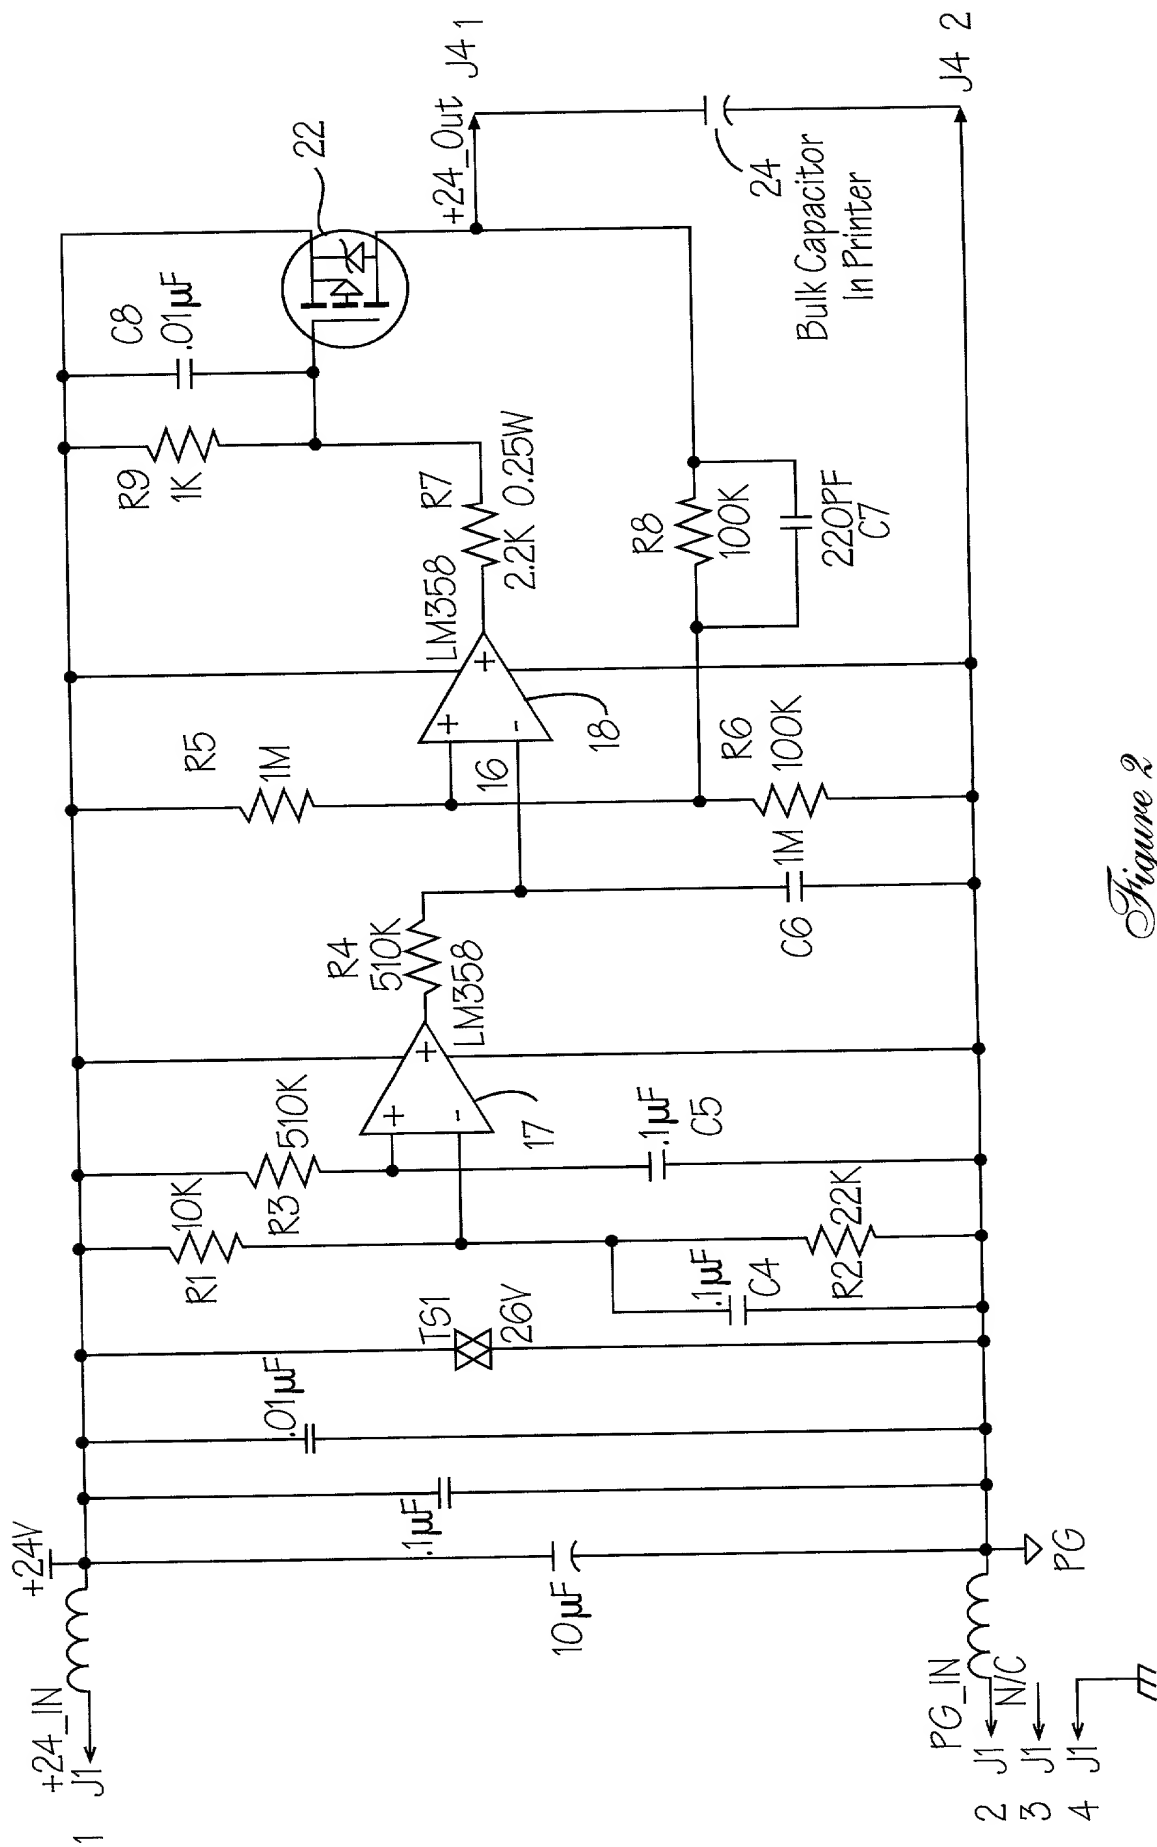 +24_IN
1 J1
+24V
10µF
.1µF
.01µF
TS1
26V
R1
10K
R3
510K
.1µF
C4
R2
22K
17
.1µF
C5
LM358
R4
510K
C6
1M
R5
1M
16
18
LM358
R6
100K
R7
2.2K 0.25W
R8
100K
220PF
C7
R9
1K
C8
.01µF
22
+24_Out J4 1
24
Bulk Capacitor
In Printer
J4 2
+
-
+
+
-
+
PG_IN
2 J1
N/C
3 J1
4 J1
PG
Figure 2